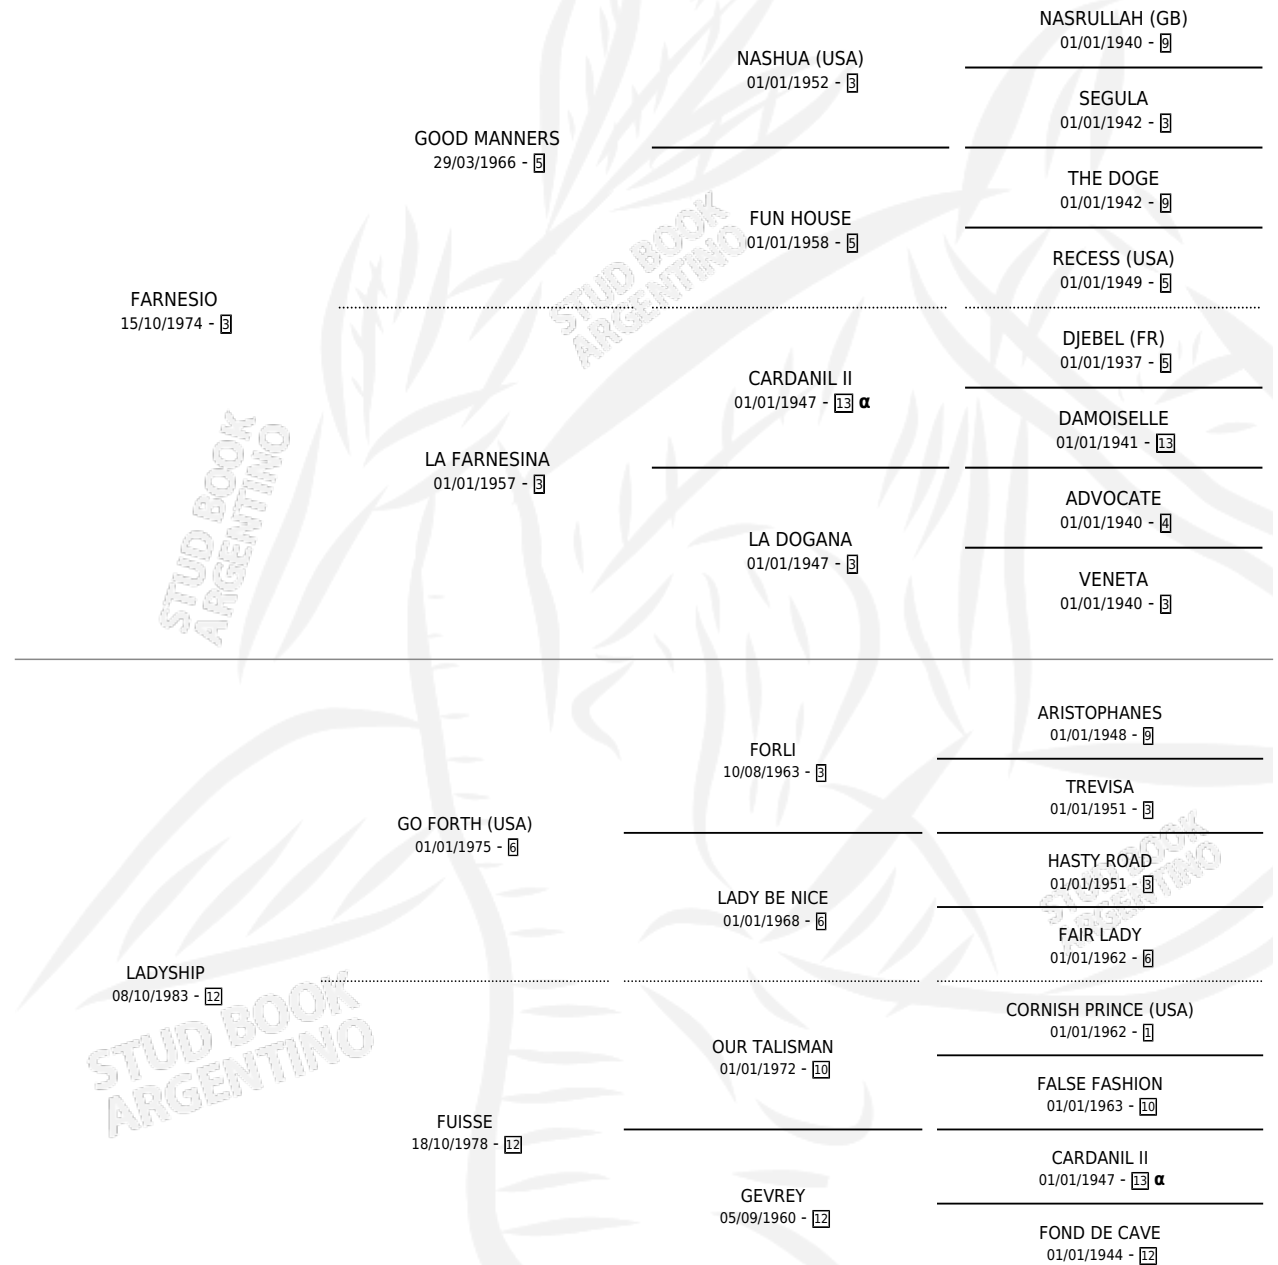 FARNESIO
15/10/1974 - 3
GOOD MANNERS
29/03/1966 - 5
NASHUA (USA)
01/01/1952 - 3
NASRULLAH (GB)
01/01/1940 - 9
SEGULA
01/01/1942 - 3
FUN HOUSE
01/01/1958 - 5
THE DOGE
01/01/1942 - 9
RECESS (USA)
01/01/1949 - 5
LA FARNESINA
01/01/1957 - 3
CARDANIL II
01/01/1947 - 13 α
DJEBEL (FR)
01/01/1937 - 5
DAMOISELLE
01/01/1941 - 13
LA DOGANA
01/01/1947 - 3
ADVOCATE
01/01/1940 - 4
VENETA
01/01/1940 - 3
LADYSHIP
08/10/1983 - 12
GO FORTH (USA)
01/01/1975 - 6
FORLI
10/08/1963 - 3
ARISTOPHANES
01/01/1948 - 9
TREVISA
01/01/1951 - 3
LADY BE NICE
01/01/1968 - 6
HASTY ROAD
01/01/1951 - 3
FAIR LADY
01/01/1962 - 6
FUISSE
18/10/1978 - 12
OUR TALISMAN
01/01/1972 - 10
CORNISH PRINCE (USA)
01/01/1962 - 1
FALSE FASHION
01/01/1963 - 10
GEVREY
05/09/1960 - 12
CARDANIL II
01/01/1947 - 13 α
FOND DE CAVE
01/01/1944 - 12
STUD BOOK
ARGENTINO
STUD BOOK
ARGENTINO
STUD BOOK
ARGENTINO
STUD BOOK
ARGENTINO